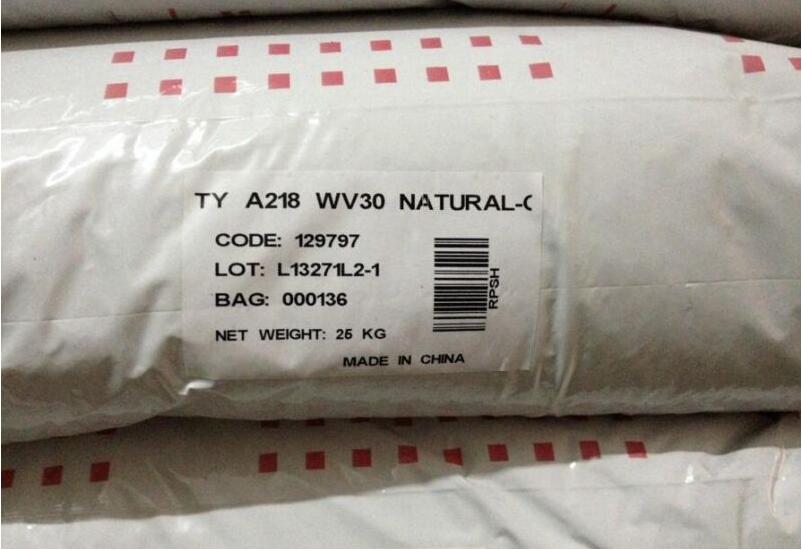 TY A218 WV30 NATURAL-C
CODE: 129797
LOT: L13271L2-1
BAG: 000136
NET WEIGHT: 25 KG
MADE IN CHINA
RPSH